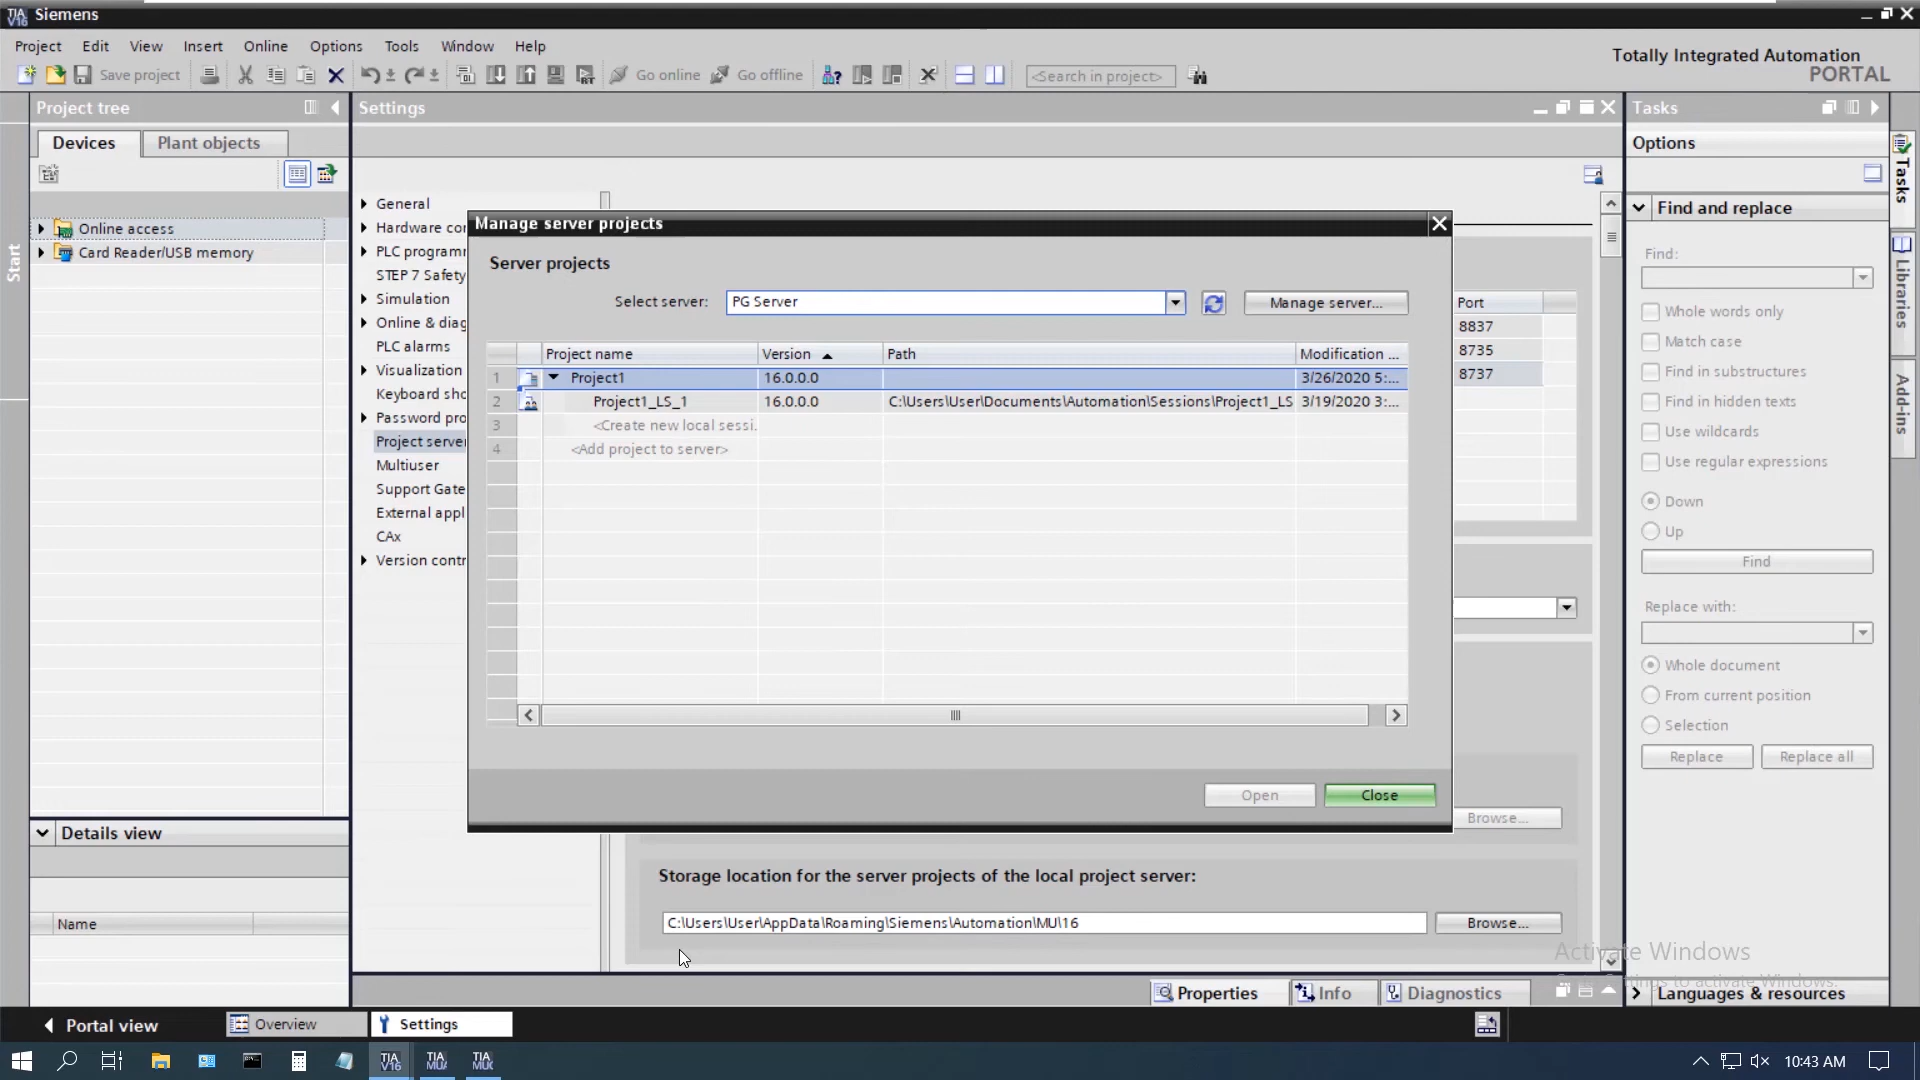 Siemens
Project Edit View Insert Online Options Tools Window Help
Totally Integrated Automation
PORTAL
Save project
Go online
Go offline
<Search in project>
Project tree
Settings
Tasks
Devices
Plant objects
Options
Start
Online access
Card Reader/USB memory
General
Hardware co
PLC program
STEP 7 Safety
Simulation
Online & diag
PLC alarms
Visualization
Keyboard sho
Password pro
Project server
Multiuser
Support Gate
External appl
CAx
Version contr
Manage server projects
Server projects
Select server:
PG Server
Manage server...
Project name Version Path Modification ...
1 Project1 16.0.0.0 3/26/2020 5:...
2 Project1_LS_1 16.0.0.0 C:\Users\User\Documents\Automation\Sessions\Project1_LS 3/19/2020 3:...
3 <Create new local sessi.
4 <Add project to server>
Open
Close
Port
8837
8735
8737
Browse...
Storage location for the server projects of the local project server:
C:\Users\User\AppData\Roaming\Siemens\Automation\MU\16
Browse...
Find and replace
Find:
Whole words only
Match case
Find in substructures
Find in hidden texts
Use wildcards
Use regular expressions
Down
Up
Find
Replace with:
Whole document
From current position
Selection
Replace
Replace all
Tasks
Libraries
Add-ins
Details view
Name
Activate Windows
Properties
Info
Diagnostics
Languages & resources
Portal view
Overview
Settings
10:43 AM